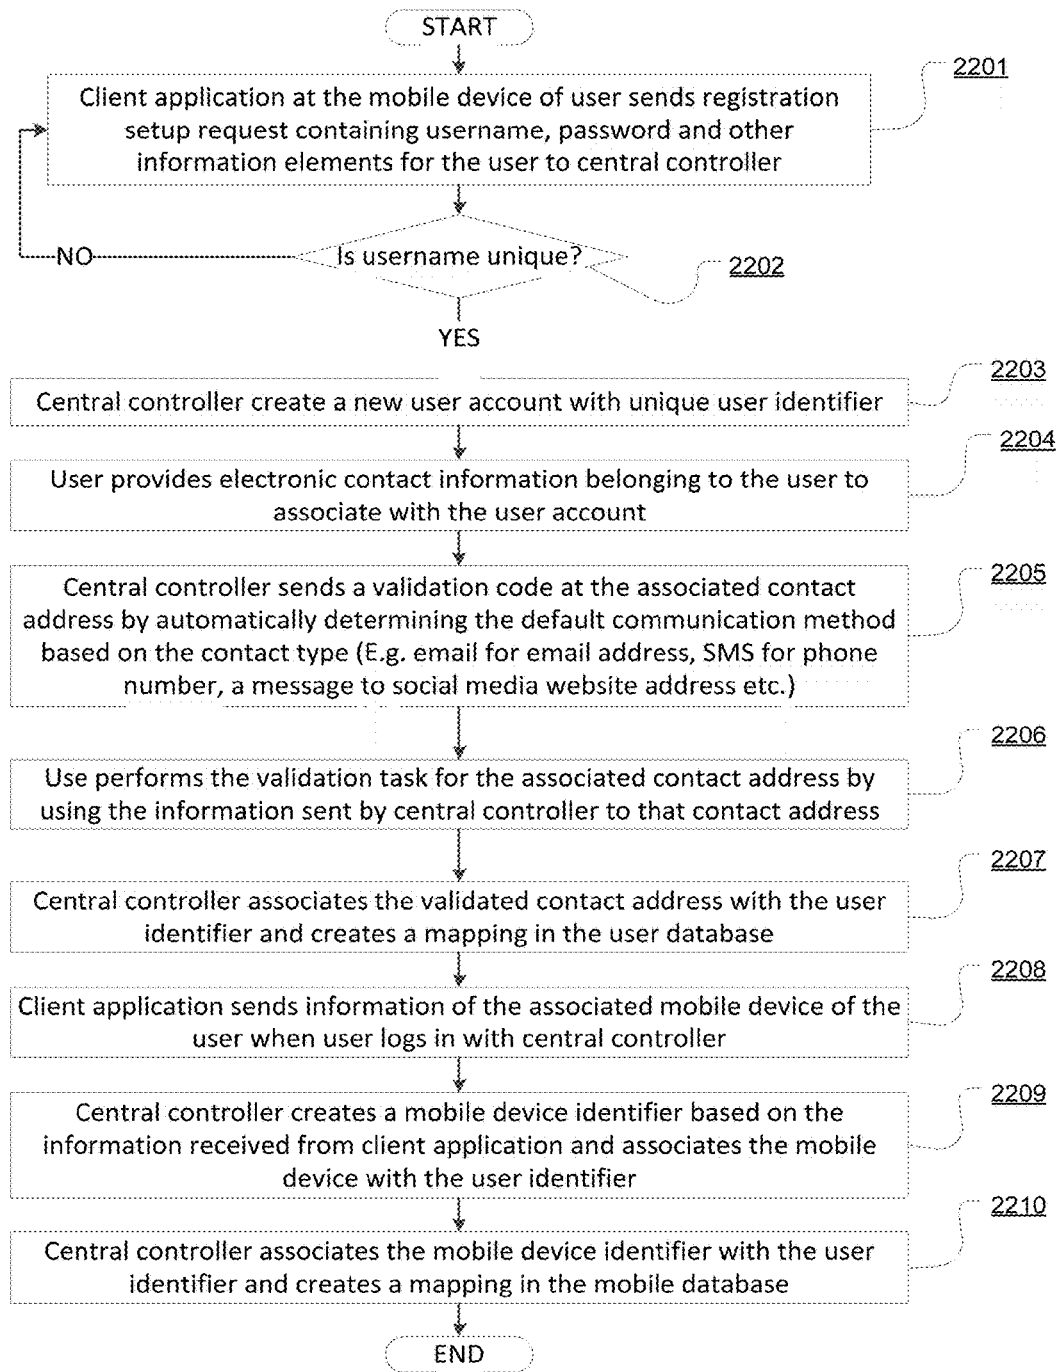 START
2201
Client application at the mobile device of user sends registration
setup request containing username, password and other
information elements for the user to central controller
NO
Is username unique?
2202
YES
2203
Central controller create a new user account with unique user identifier
2204
User provides electronic contact information belonging to the user to
associate with the user account
2205
Central controller sends a validation code at the associated contact
address by automatically determining the default communication method
based on the contact type (E.g. email for email address, SMS for phone
number, a message to social media website address etc.)
2206
Use performs the validation task for the associated contact address by
using the information sent by central controller to that contact address
2207
Central controller associates the validated contact address with the user
identifier and creates a mapping in the user database
2208
Client application sends information of the associated mobile device of the
user when user logs in with central controller
2209
Central controller creates a mobile device identifier based on the
information received from client application and associates the mobile
device with the user identifier
2210
Central controller associates the mobile device identifier with the user
identifier and creates a mapping in the mobile database
END